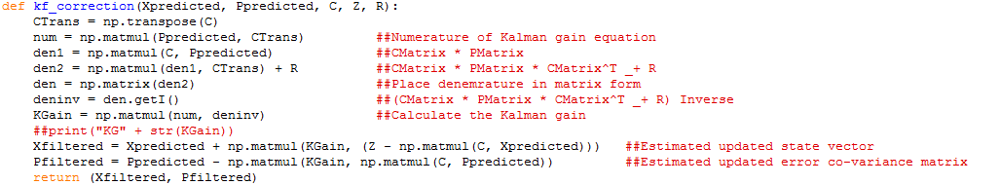 def kf_correction(Xpredicted, Ppredicted, C, Z, R):
    CTrans = np.transpose(C)
    num = np.matmul(Ppredicted, CTrans)          ##Numerature of Kalman gain equation
    den1 = np.matmul(C, Ppredicted)              ##CMatrix * PMatrix
    den2 = np.matmul(den1, CTrans) + R           ##CMatrix * PMatrix * CMatrix^T _+ R
    den = np.matrix(den2)                        ##Place denemrature in matrix form
    deninv = den.getI()                          ##(CMatrix * PMatrix * CMatrix^T _+ R) Inverse
    KGain = np.matmul(num, deninv)               ##Calculate the Kalman gain
    ##print("KG" + str(KGain))
    Xfiltered = Xpredicted + np.matmul(KGain, (Z - np.matmul(C, Xpredicted)))   ##Estimated updated state vector
    Pfiltered = Ppredicted - np.matmul(KGain, np.matmul(C, Ppredicted))         ##Estimated updated error co-variance matrix
    return (Xfiltered, Pfiltered)